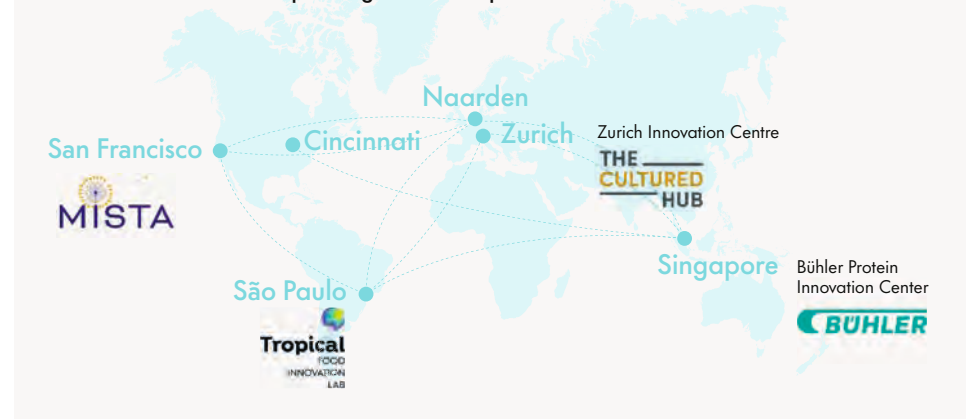 Naarden
San Francisco
Cincinnati
Zurich
Zurich Innovation Centre
THE
CULTURED
HUB
MISTA
Singapore
Bühler Protein
Innovation Center
BÜHLER
São Paulo
Tropical
FOOD
INNOVATION
LAB